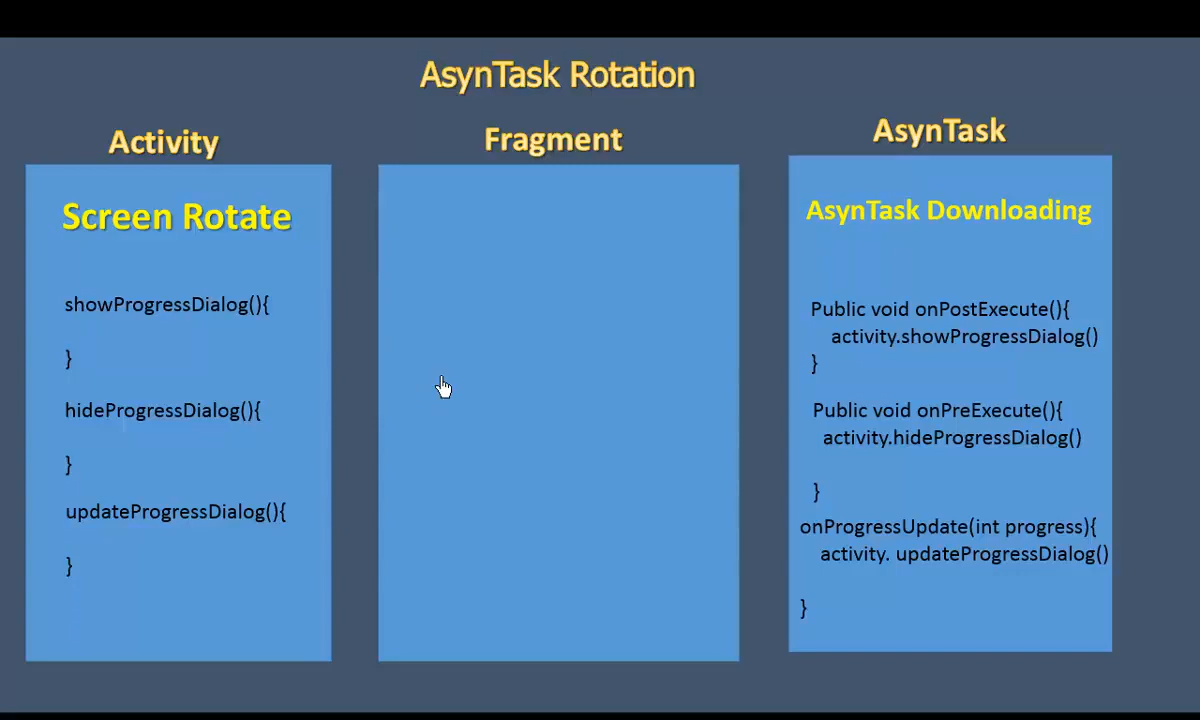 AsynTask Rotation
Activity
Screen Rotate
showProgressDialog(){
}
hideProgressDialog(){
}
updateProgressDialog(){
}
Fragment
AsynTask
AsynTask Downloading
Public void onPostExecute(){
activity.showProgressDialog()
}
Public void onPreExecute(){
activity.hideProgressDialog()
}
onProgressUpdate(int progress){
activity. updateProgressDialog()
}